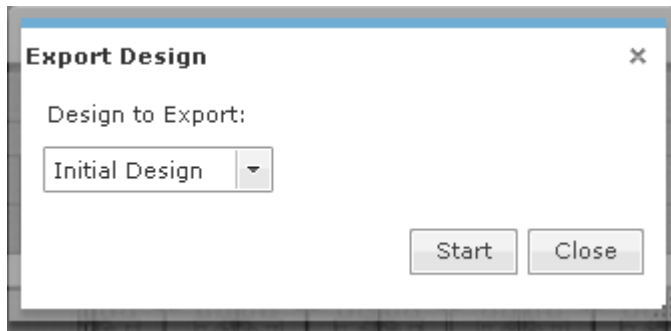 Export Design
Design to Export:
Initial Design
Start Close